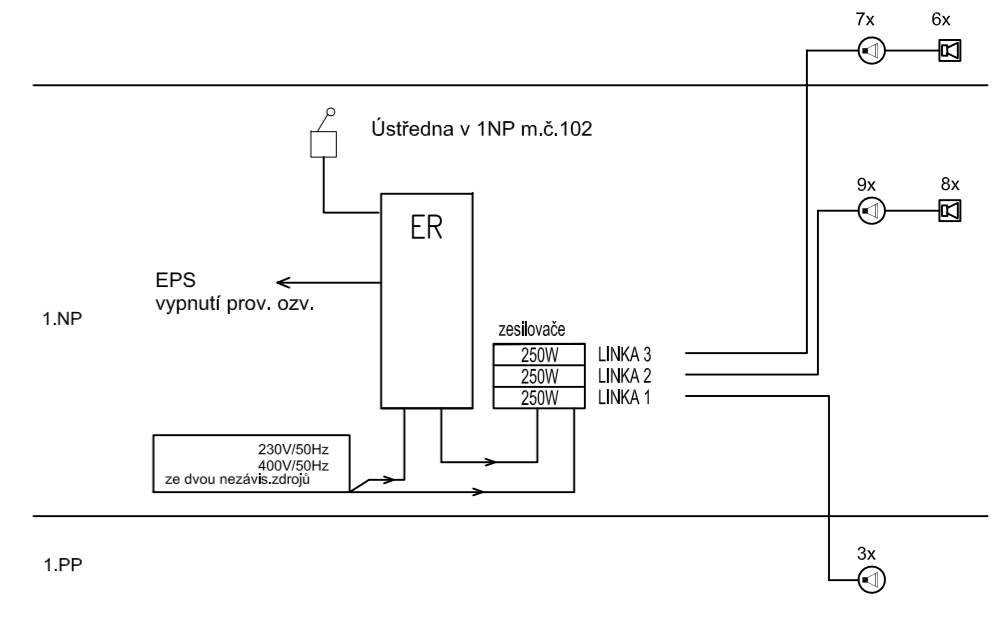 7x 6x
Ústředna v 1NP m.č.102
9x 8x
ER
EPS
vypnutí prov. ozv.
1.NP
zesilovače
250W LINKA 3
250W LINKA 2
250W LINKA 1
230V/50Hz
400V/50Hz
ze dvou nezávis.zdrojů
3x
1.PP